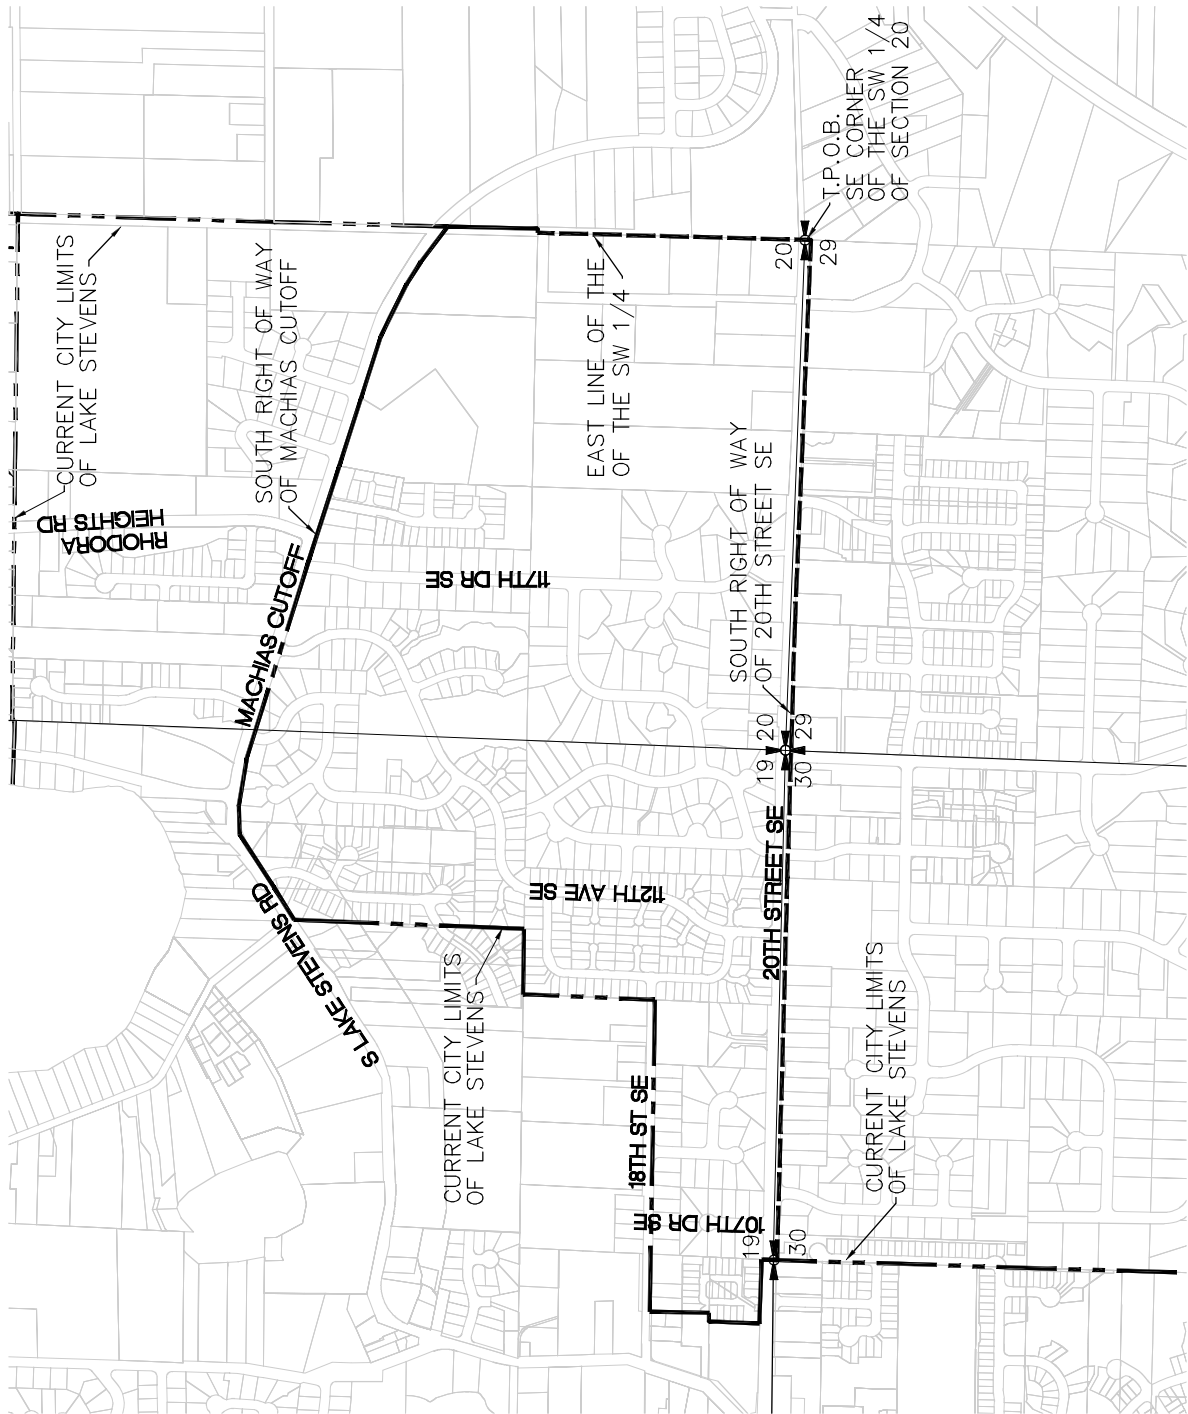 CURRENT CITY LIMITS
OF LAKE STEVENS
RHODORA
HEIGHTS RD
SOUTH RIGHT OF WAY
OF MACHIAS CUTOFF
MACHIAS CUTOFF
117TH DR SE
EAST LINE OF THE
OF THE SW 1/4
T.P.O.B.
SE CORNER
OF THE SW 1/4
OF SECTION 20
20
29
SOUTH RIGHT OF WAY
OF 20TH STREET SE
19
20
30
29
20TH STREET SE
112TH AVE SE
S LAKE STEVENS RD
CURRENT CITY LIMITS
OF LAKE STEVENS
18TH ST SE
107TH DR SE
19
30
CURRENT CITY LIMITS
OF LAKE STEVENS